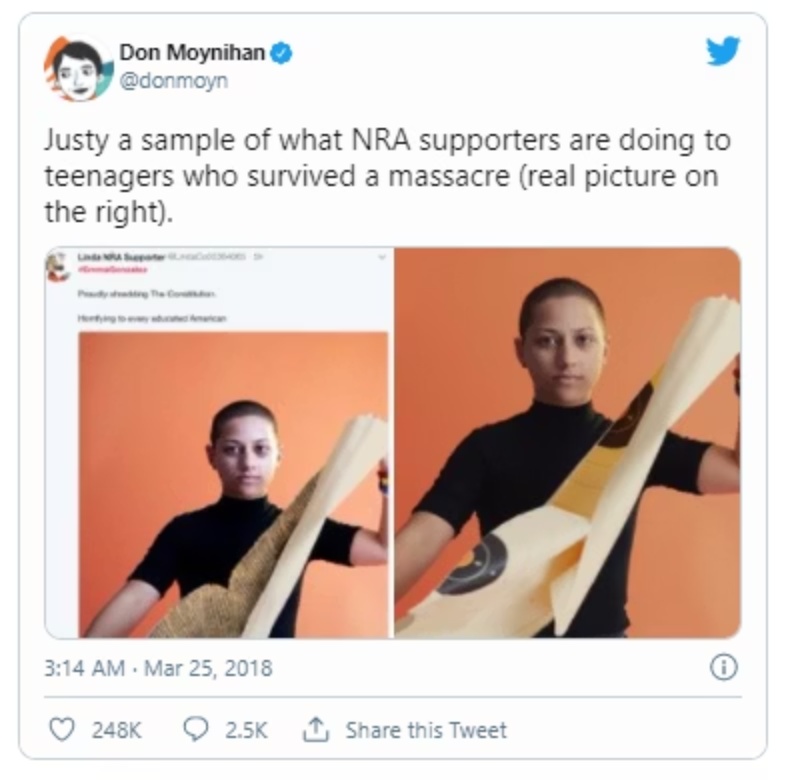 Don Moynihan
@donmoyn
Justy a sample of what NRA supporters are doing to
teenagers who survived a massacre (real picture on
the right).
Linda NRA Supporter
#EmmaGonzalez
Proudly shredding The Constitution.
Horrifying to every educated American
3:14 AM · Mar 25, 2018
248K 2.5K Share this Tweet